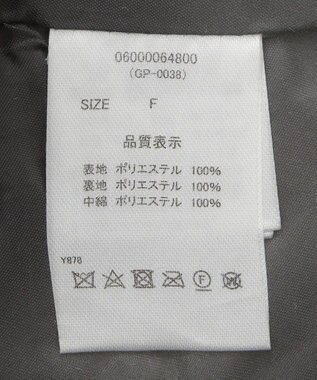 06000064800
(GP-0038)
SIZE F
品質表示
表地 ポリエステル 100%
裏地 ポリエステル 100%
中綿 ポリエステル 100%
Y878